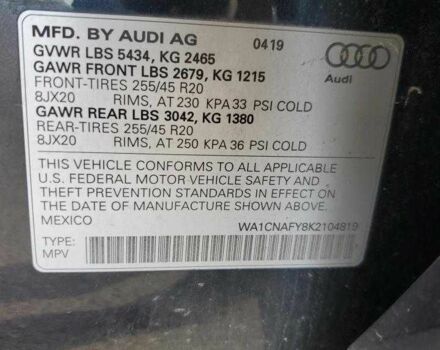 MFD. BY AUDI AG 0419
GVWR LBS 5434, KG 2465
GAWR FRONT LBS 2679, KG 1215
FRONT-TIRES 255/45 R20
8JX20 RIMS, AT 230 KPA 33 PSI COLD
GAWR REAR LBS 3042, KG 1380
REAR-TIRES 255/45 R20
8JX20 RIMS, AT 250 KPA 36 PSI COLD
Audi
THIS VEHICLE CONFORMS TO ALL APPLICABLE
U.S. FEDERAL MOTOR VEHICLE SAFETY AND
THEFT PREVENTION STANDARDS IN EFFECT ON
THE DATE OF MANUFACTURE SHOWN ABOVE.
MEXICO WA1CNAFY8K2104819
TYPE:
MPV